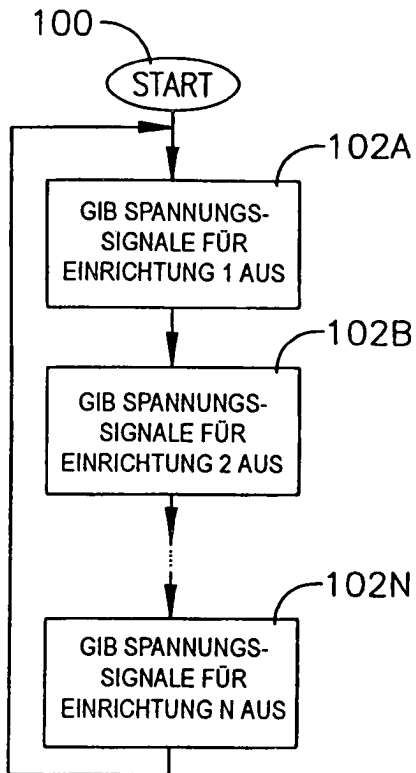 100
START
102A
GIB SPANNUNGS-
SIGNALE FÜR
EINRICHTUNG 1 AUS
102B
GIB SPANNUNGS-
SIGNALE FÜR
EINRICHTUNG 2 AUS
102N
GIB SPANNUNGS-
SIGNALE FÜR
EINRICHTUNG N AUS